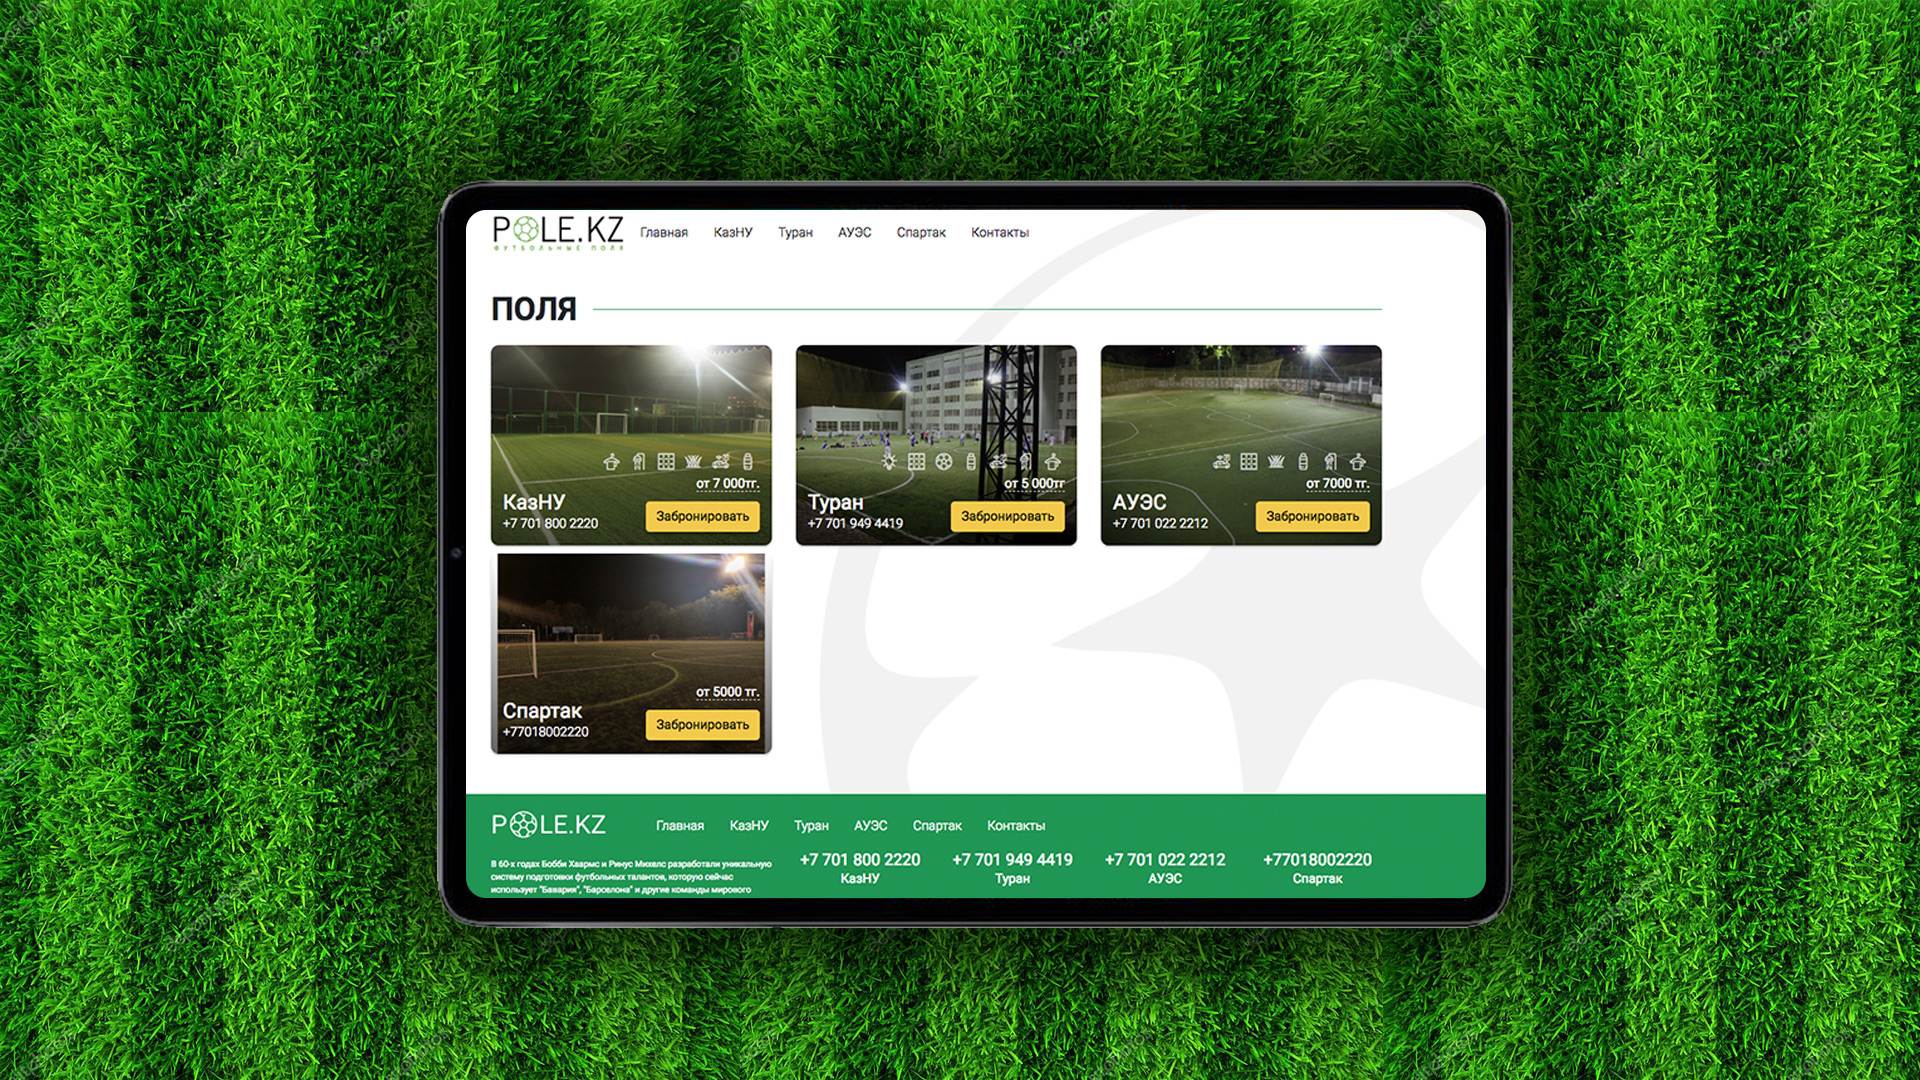 POLE.KZ
ФУТБОЛЬНЫЕ ПОЛЯ
Главная КазНУ Туран АУЭС Спартак Контакты
ПОЛЯ
от 7 000тг.
КазНУ
+7 701 800 2220
Забронировать
от 5 000тг
Туран
+7 701 949 4419
Забронировать
от 7000 тг.
АУЭС
+7 701 022 2212
Забронировать
от 5000 тг.
Спартак
+77018002220
Забронировать
POLE.KZ
Главная КазНУ Туран АУЭС Спартак Контакты
В 60-х годах Бобби Хаармс и Ринус Михелс разработали уникальную
систему подготовки футбольных талантов, которую сейчас
использует "Бавария", "Барселона" и другие команды мирового
+7 701 800 2220
КазНУ
+7 701 949 4419
Туран
+7 701 022 2212
АУЭС
+77018002220
Спартак